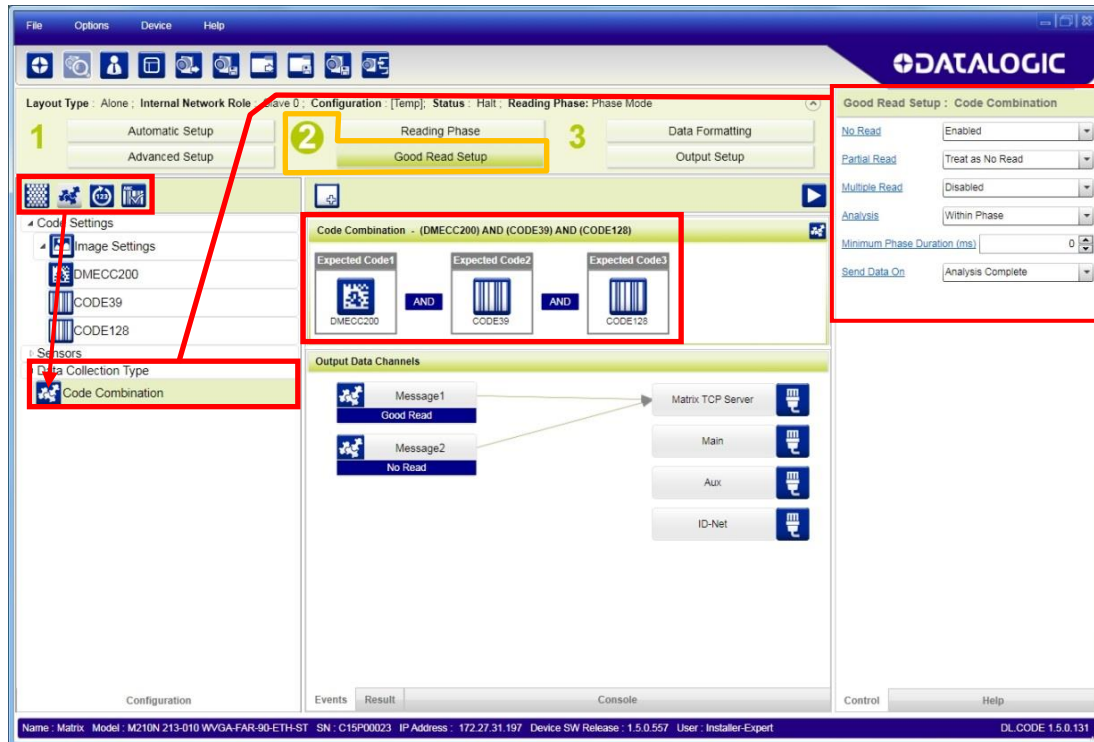 File Options Device Help
DATALOGIC
Layout Type : Alone ; Internal Network Role : Slave 0 ; Configuration : [Temp]; Status : Halt ; Reading Phase: Phase Mode
1 Automatic Setup 2 Reading Phase 3 Data Formatting
Advanced Setup Good Read Setup Output Setup
Code Settings
Image Settings
DMECC200
CODE39
CODE128
Sensors
Data Collection Type
Code Combination
Configuration
Code Combination - (DMECC200) AND (CODE39) AND (CODE128)
Expected Code1 Expected Code2 Expected Code3
AND AND
DMECC200 CODE39 CODE128
Output Data Channels
Message1
Good Read
Message2
No Read
Matrix TCP Server
Main
Aux
ID-Net
Events Result Console
Good Read Setup : Code Combination
No Read Enabled
Partial Read Treat as No Read
Multiple Read Disabled
Analysis Within Phase
Minimum Phase Duration (ms) 0
Send Data On Analysis Complete
Control Help
Name : Matrix Model : M210N 213-010 WVGA-FAR-90-ETH-ST SN : C15P00023 IP Address : 172.27.31.197 Device SW Release : 1.5.0.557 User : Installer-Expert DL.CODE 1.5.0.131